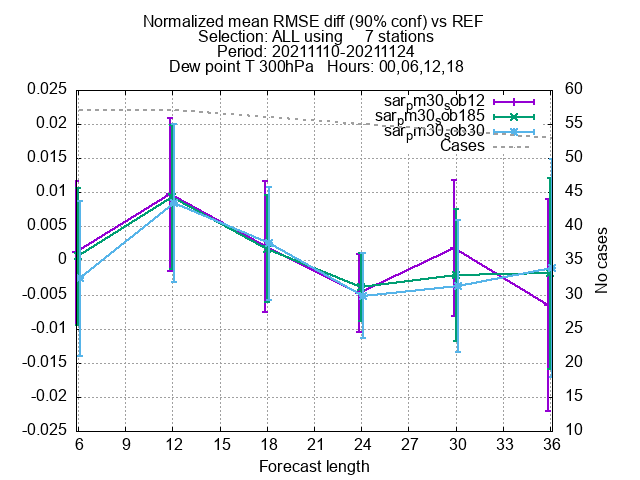 Normalized mean RMSE diff (90% conf) vs REF
Selection: ALL using 7 stations
Period: 20211110-20211124
Dew point T 300hPa Hours: 00,06,12,18
0.025 60
sarpm30sob12
0.02 55
sarpm30sob185
sarpm30sob30
Cases
0.015 50
0.01 45
0.005 40
0 35
-0.005 30
-0.01 25
-0.015 20
-0.02 15
-0.025 10
No cases
6 9 12 15 18 21 24 27 30 33 36
Forecast length